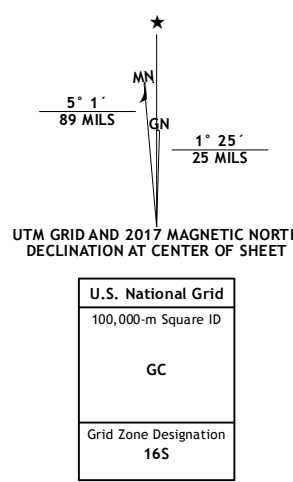 ★
MN
5° 1´
89 MILS
GN
1° 25´
25 MILS
UTM GRID AND 2017 MAGNETIC NORTH
DECLINATION AT CENTER OF SHEET
U.S. National Grid
100,000-m Square ID
GC
Grid Zone Designation
16S